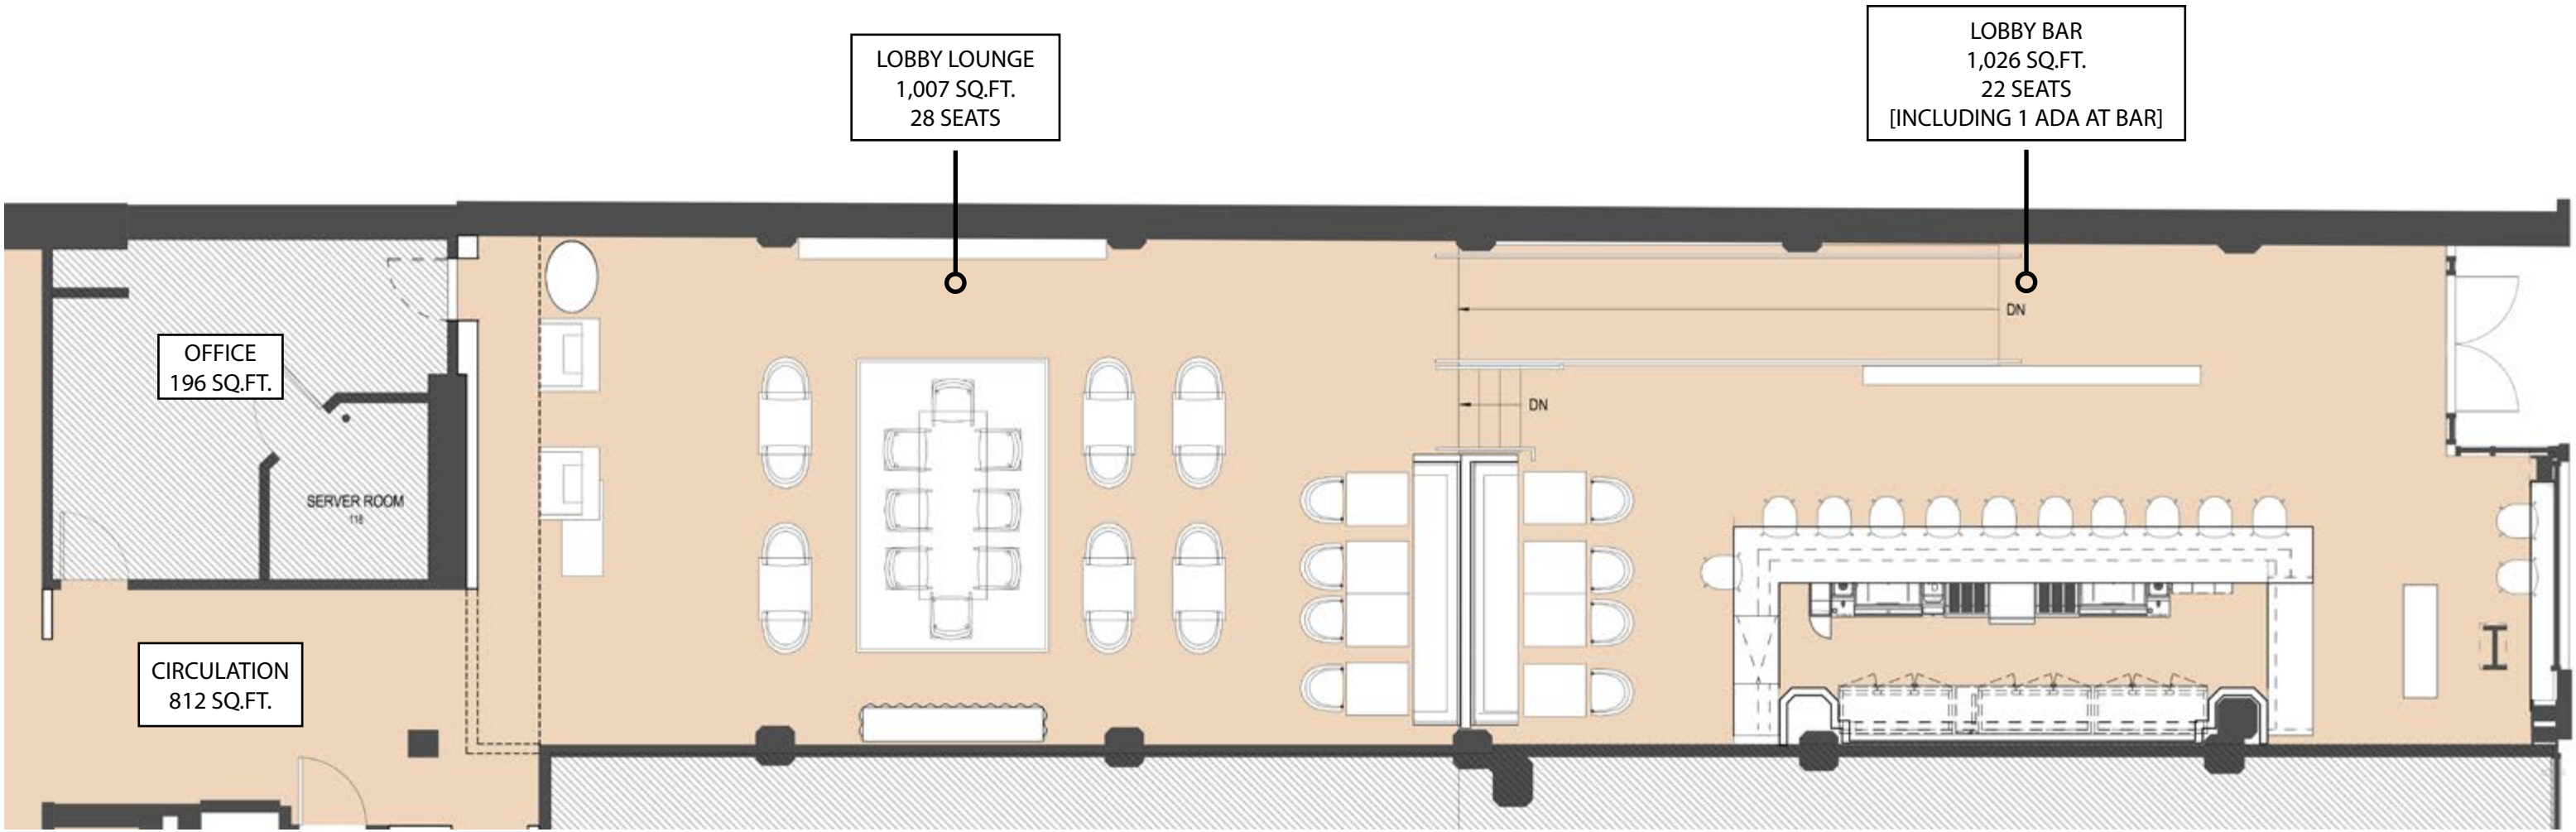 LOBBY LOUNGE
1,007 SQ.FT.
28 SEATS
LOBBY BAR
1,026 SQ.FT.
22 SEATS
[INCLUDING 1 ADA AT BAR]
DN
OFFICE
196 SQ.FT.
DN
SERVER ROOM
118
CIRCULATION
812 SQ.FT.